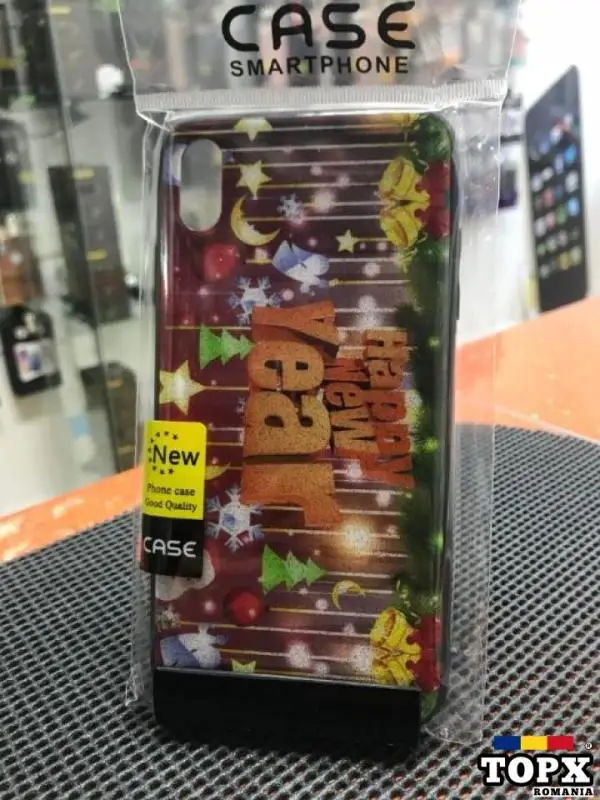 CASE
SMARTPHONE
Happy
New
Year
New
Phone case
Good Quality
CASE
TOPX
®
ROMANIA